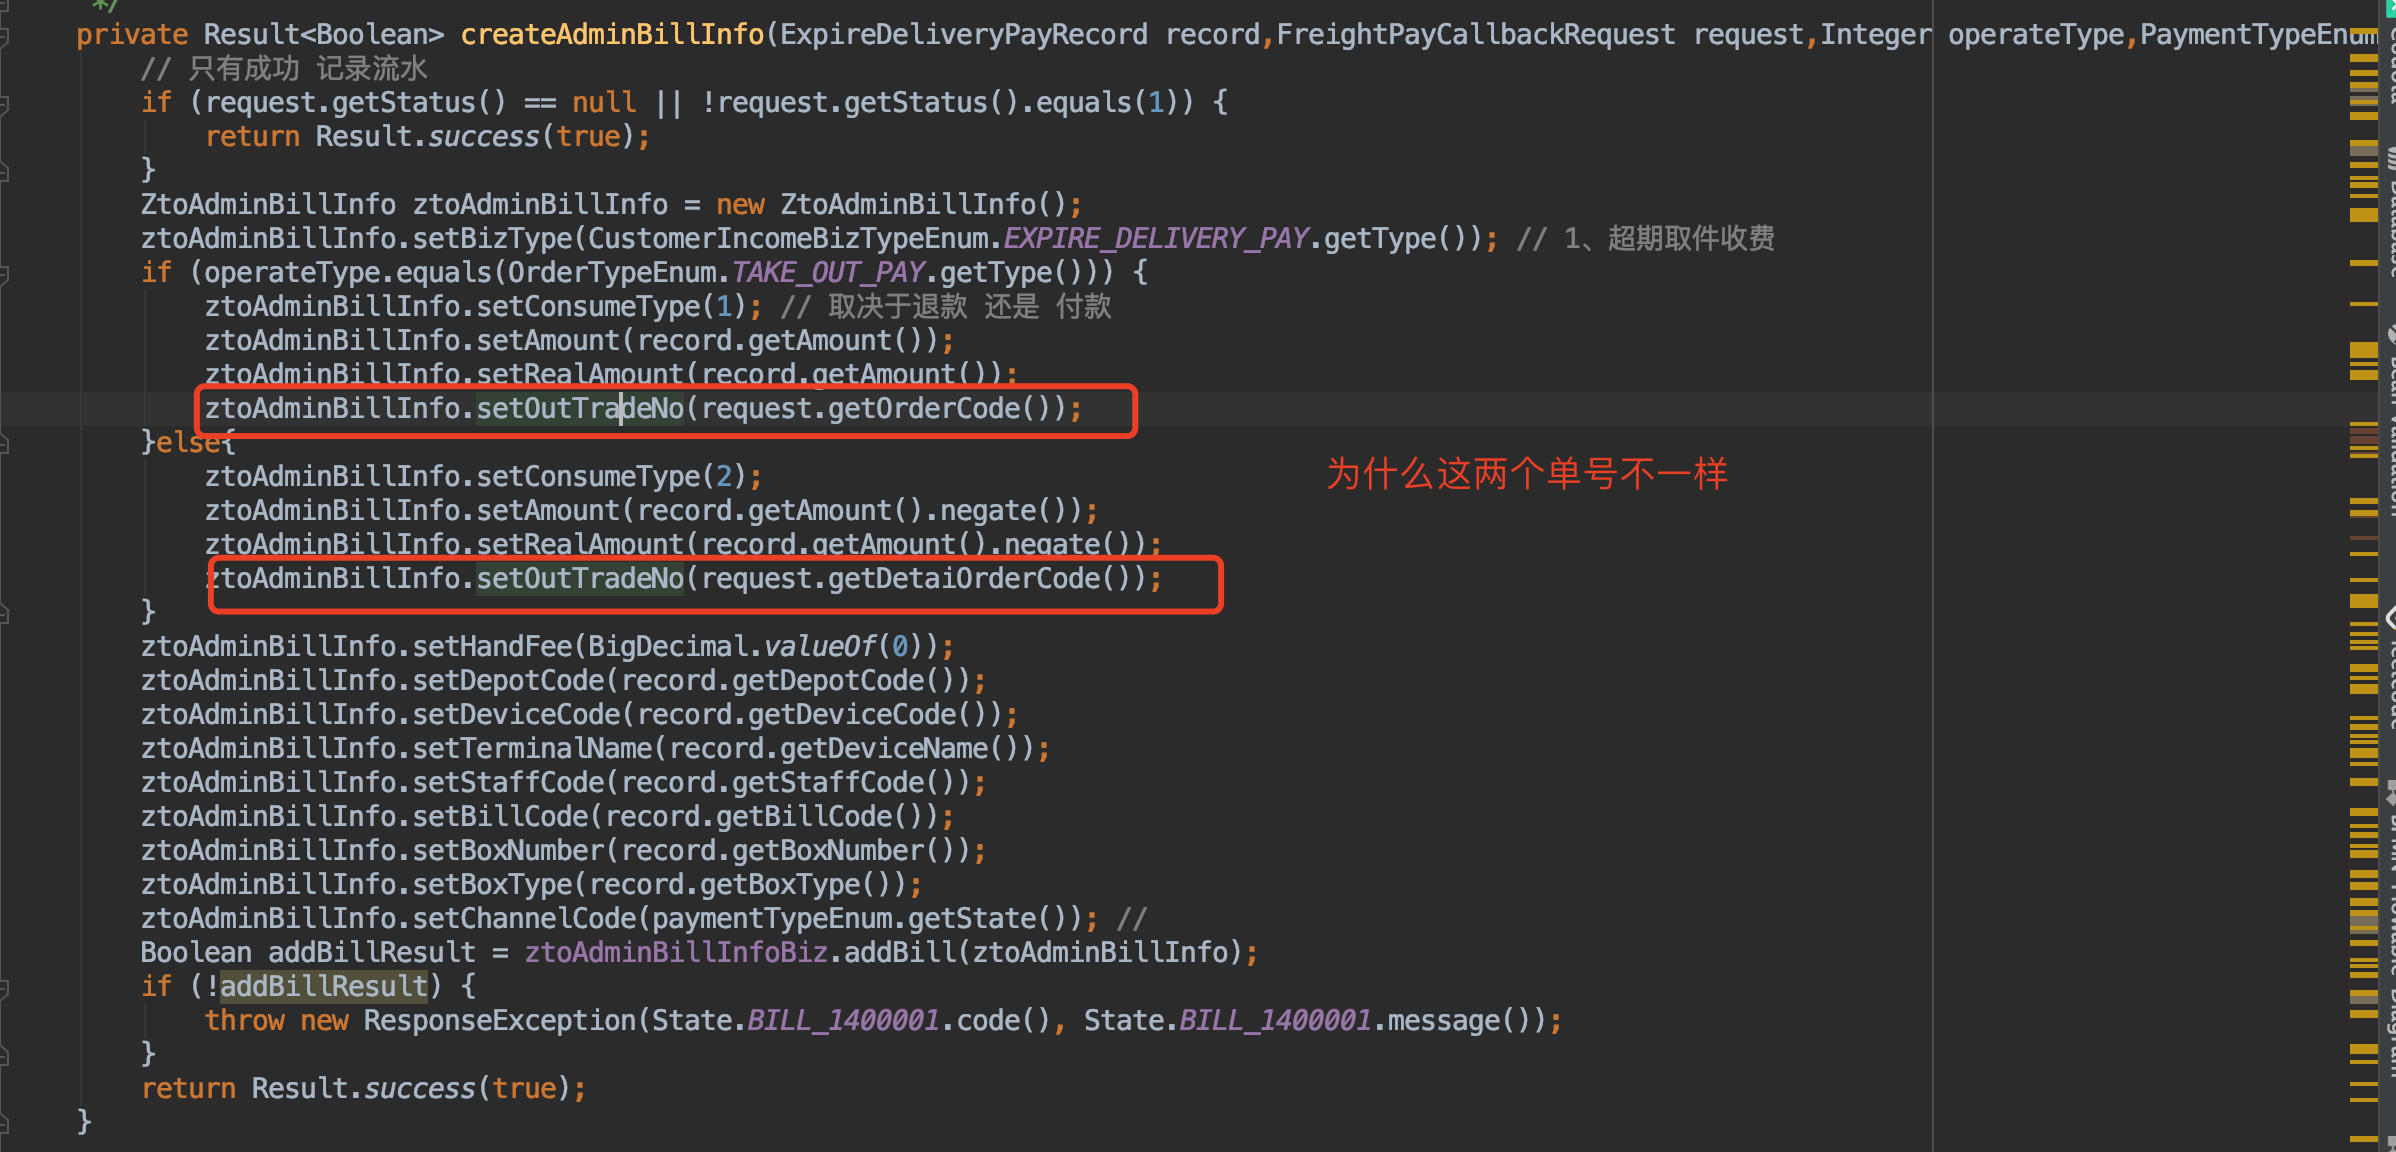 */
private Result<Boolean> createAdminBillInfo(ExpireDeliveryPayRecord record,FreightPayCallbackRequest request,Integer operateType,PaymentTypeEnum
// 只有成功 记录流水
if (request.getStatus() == null || !request.getStatus().equals(1)) {
return Result.success(true);
}
ZtoAdminBillInfo ztoAdminBillInfo = new ZtoAdminBillInfo();
ztoAdminBillInfo.setBizType(CustomerIncomeBizTypeEnum.EXPIRE_DELIVERY_PAY.getType()); // 1、超期取件收费
if (operateType.equals(OrderTypeEnum.TAKE_OUT_PAY.getType())) {
ztoAdminBillInfo.setConsumeType(1); // 取决于退款 还是 付款
ztoAdminBillInfo.setAmount(record.getAmount());
ztoAdminBillInfo.setRealAmount(record.getAmount());
ztoAdminBillInfo.setOutTradeNo(request.getOrderCode());
}else{
为什么这两个单号不一样
ztoAdminBillInfo.setConsumeType(2);
ztoAdminBillInfo.setAmount(record.getAmount().negate());
ztoAdminBillInfo.setRealAmount(record.getAmount().negate());
ztoAdminBillInfo.setOutTradeNo(request.getDetaiOrderCode());
}
ztoAdminBillInfo.setHandFee(BigDecimal.valueOf(0));
ztoAdminBillInfo.setDepotCode(record.getDepotCode());
ztoAdminBillInfo.setDeviceCode(record.getDeviceCode());
ztoAdminBillInfo.setTerminalName(record.getDeviceName());
ztoAdminBillInfo.setStaffCode(record.getStaffCode());
ztoAdminBillInfo.setBillCode(record.getBillCode());
ztoAdminBillInfo.setBoxNumber(record.getBoxNumber());
ztoAdminBillInfo.setBoxType(record.getBoxType());
ztoAdminBillInfo.setChannelCode(paymentTypeEnum.getState()); //
Boolean addBillResult = ztoAdminBillInfoBiz.addBill(ztoAdminBillInfo);
if (!addBillResult) {
throw new ResponseException(State.BILL_1400001.code(), State.BILL_1400001.message());
}
return Result.success(true);
}
Database
Bean Validation